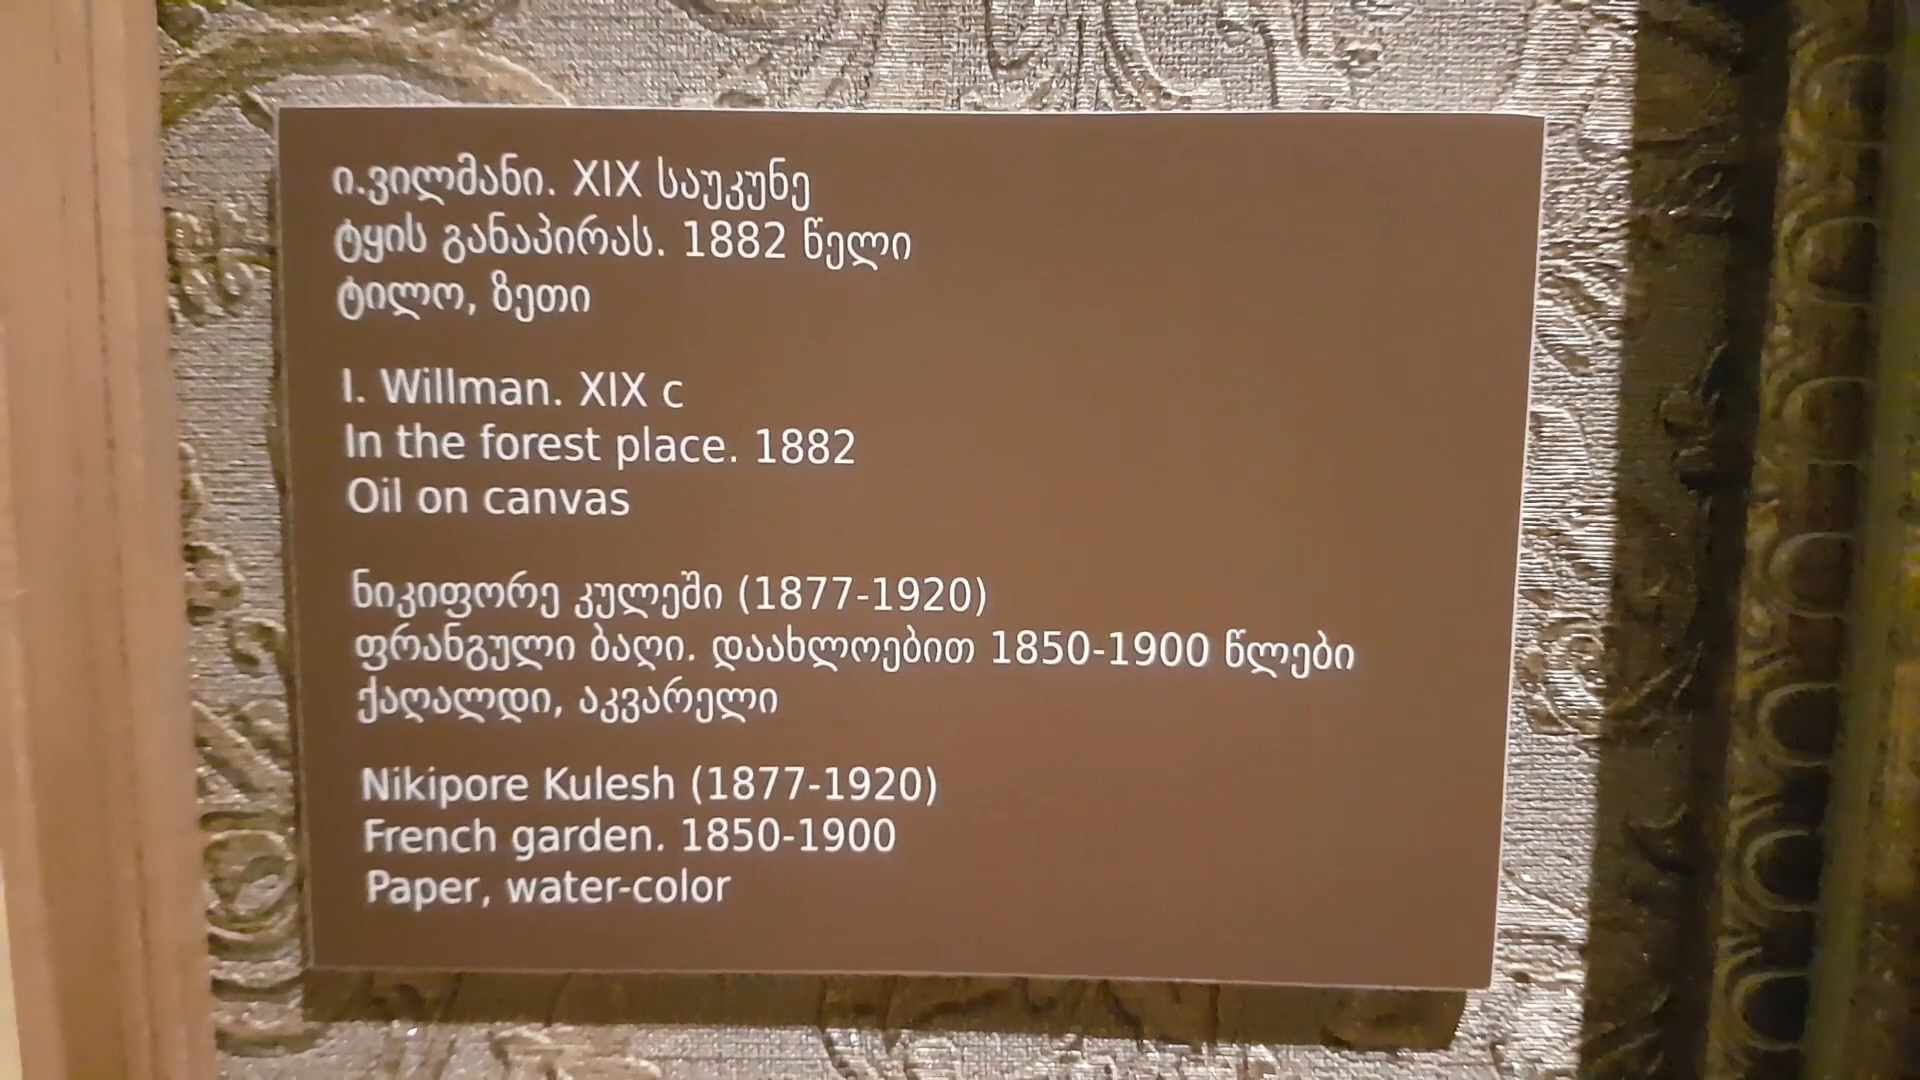 ი.ვილმანი. XIX საუკუნე
ტყის განაპირას. 1882 წელი
ტილო, ზეთი
I. Willman. XIX c
In the forest place. 1882
Oil on canvas
ნიკიფორე კულეში (1877-1920)
ფრანგული ბაღი. დაახლოებით 1850-1900 წლები
ქაღალდი, აკვარელი
Nikipore Kulesh (1877-1920)
French garden. 1850-1900
Paper, water-color